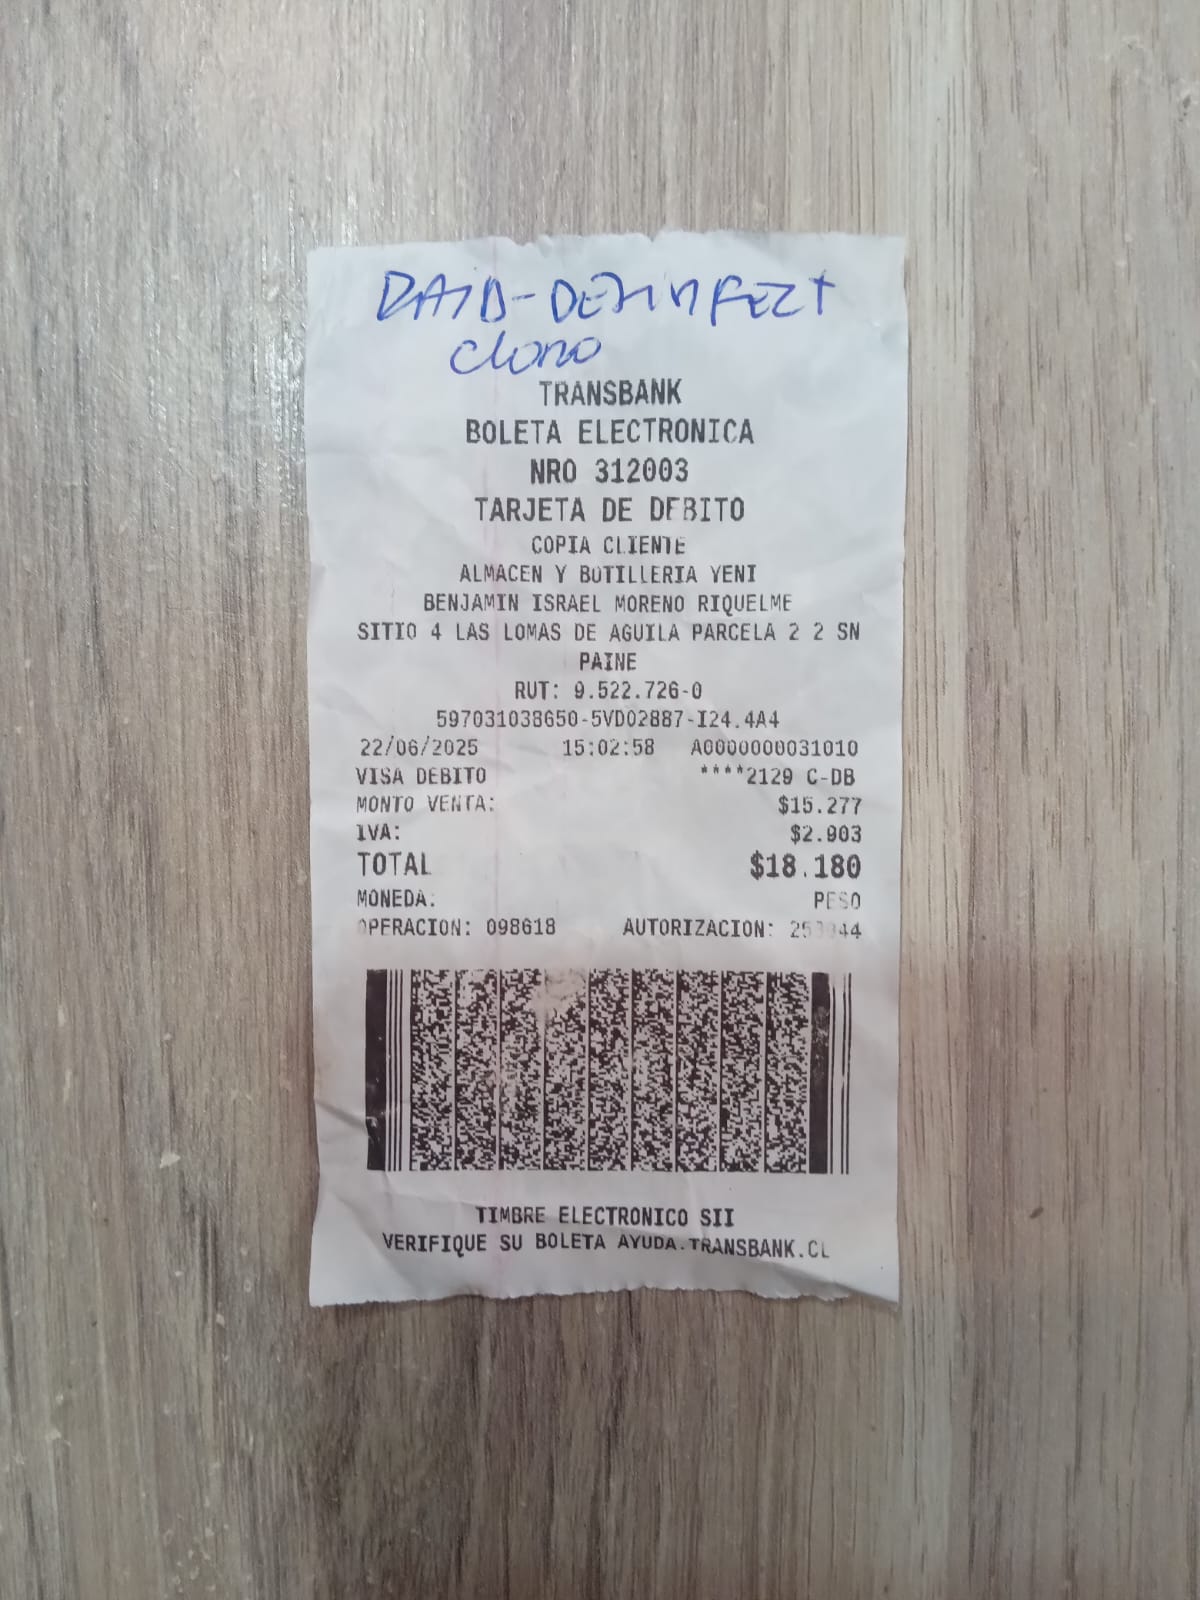 RAID-DESINFECT
Cloro
TRANSBANK
BOLETA ELECTRONICA
NRO 312003
TARJETA DE DEBITO
COPIA CLIENTE
ALMACEN Y BOTILLERIA YENI
BENJAMIN ISRAEL MORENO RIQUELME
SITIO 4 LAS LOMAS DE AGUILA PARCELA 2 2 SN
PAINE
RUT: 9.522.726-0
597031038650-5VD02887-I24.4A4
22/06/2025 15:02:58 A0000000031010
VISA DEBITO ****2129 C-DB
MONTO VENTA: $15.277
IVA: $2.903
TOTAL $18.180
MONEDA: PESO
OPERACION: 098618 AUTORIZACION:
TIMBRE ELECTRONICO SII
VERIFIQUE SU BOLETA AYUDA.TRANSBANK.CL